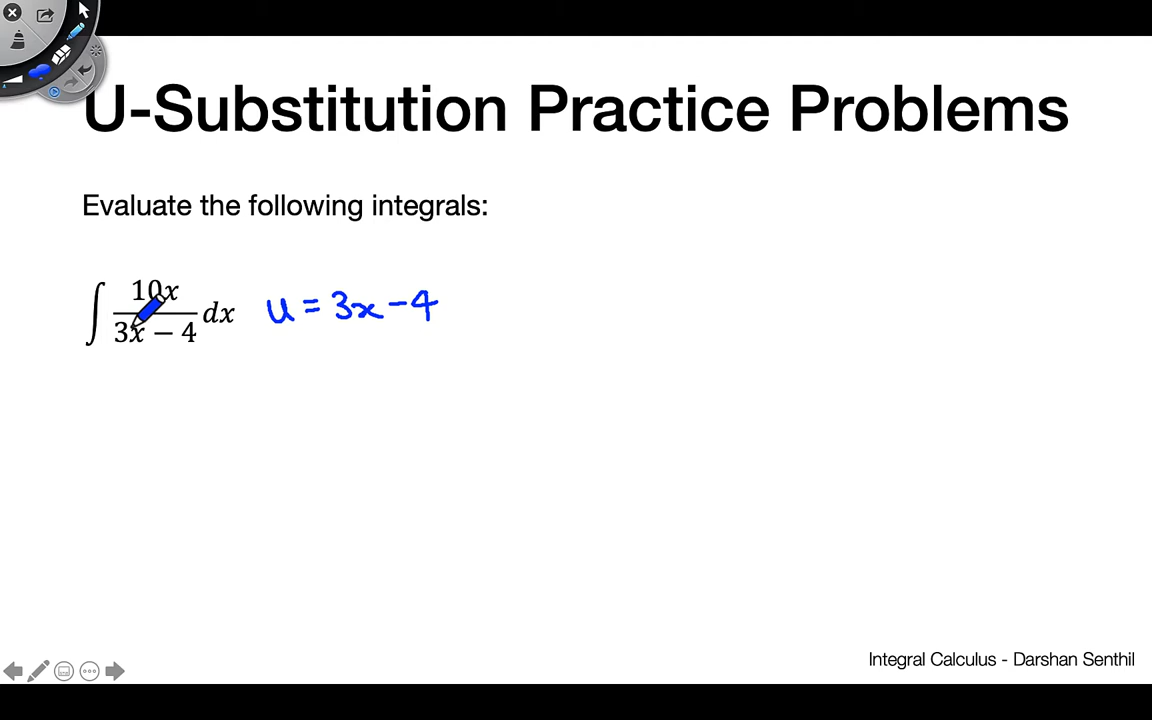 U-Substitution Practice Problems
Evaluate the following integrals:
∫ 10x / (3x − 4) dx u = 3x − 4
Integral Calculus - Darshan Senthil